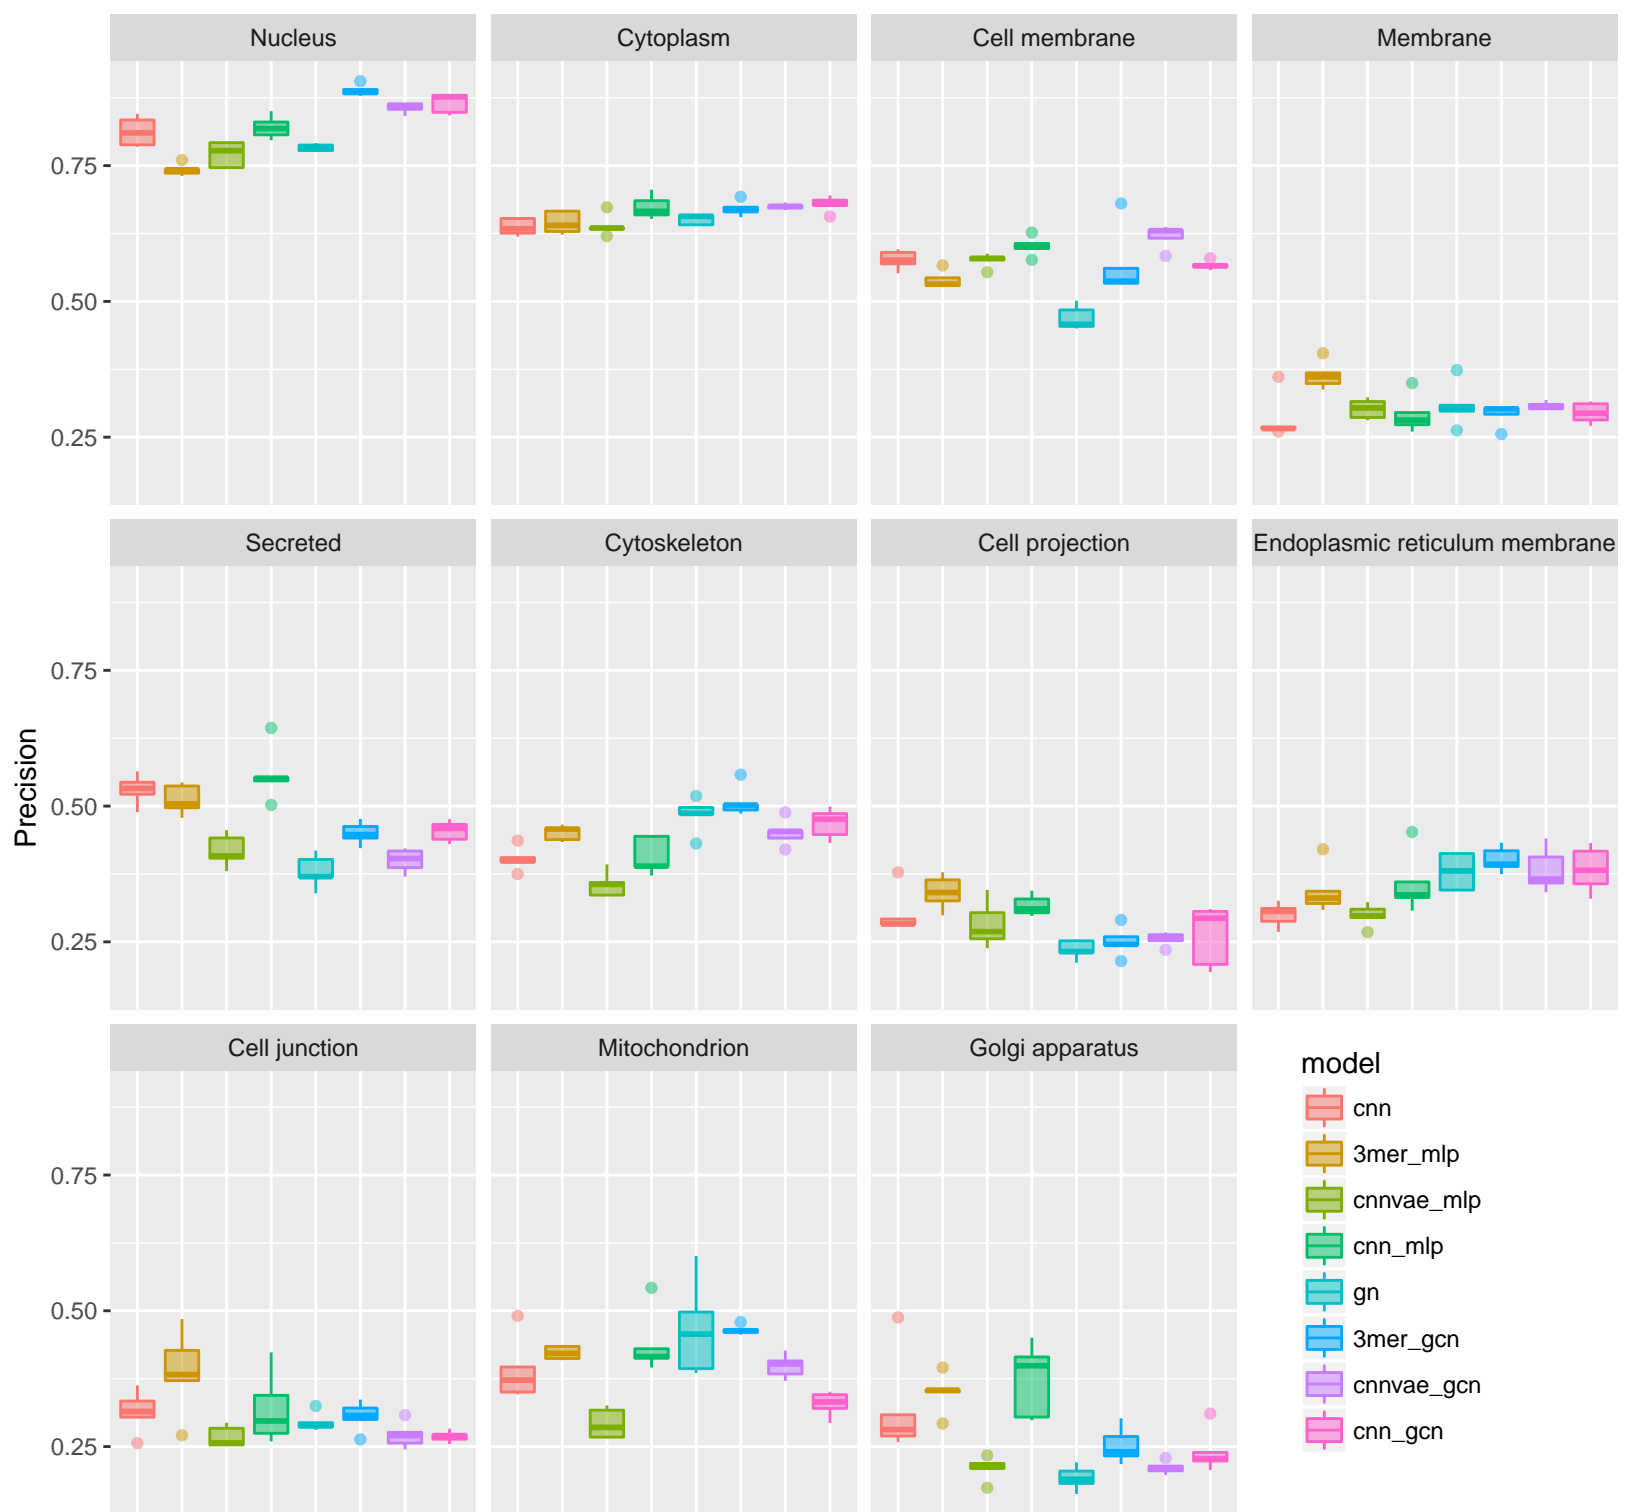 Nucleus
Cytoplasm
Cell membrane
Membrane
0.75
0.50
0.25
Secreted
Cytoskeleton
Cell projection
Endoplasmic reticulum membrane
0.75
0.50
0.25
Precision
Cell junction
Mitochondrion
Golgi apparatus
0.75
0.50
0.25
model
cnn
3mer_mlp
cnnvae_mlp
cnn_mlp
gn
3mer_gcn
cnnvae_gcn
cnn_gcn